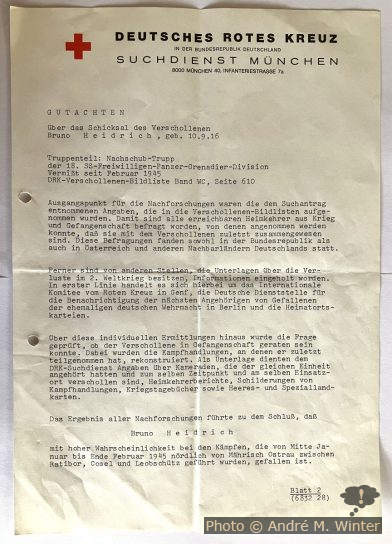 DEUTSCHES ROTES KREUZ
IN DER BUNDESREPUBLIK DEUTSCHLAND
SUCHDIENST MÜNCHEN
8000 MÜNCHEN 40, INFANTERIESTRASSE 7a
G U T A C H T E N
über das Schicksal des Verschollenen
Bruno H e i d r i c h , geb. 10.9.16
Truppenteil: Nachschub-Trupp
der 18. SS-Freiwilligen-Panzer-Grenadier-Division
Vermißt seit Februar 1945
DRK-Verschollenen-Bildliste Band WC, Seite 610
Ausgangspunkt für die Nachforschungen waren die dem Suchantrag
entnommenen Angaben, die in die Verschollenen-Bildlisten aufge-
nommen wurden. Damit sind alle erreichbaren Heimkehrer aus Krieg
und Gefangenschaft befragt worden, von denen angenommen werden
konnte, daß sie mit dem Verschollenen zuletzt zusammengewesen
sind. Diese Befragungen fanden sowohl in der Bundesrepublik als
auch in Österreich und anderen Nachbarländern Deutschlands statt.
Ferner sind von anderen Stellen, die Unterlagen über die Ver-
luste im 2. Weltkrieg besitzen, Informationen eingeholt worden.
In erster Linie handelt es sich hierbei um das Internationale
Komitee vom Roten Kreuz in Genf, die Deutsche Dienststelle für
die Benachrichtigung der nächsten Angehörigen von Gefallenen
der ehemaligen deutschen Wehrmacht in Berlin und die Heimatorts-
karteien.
Über diese individuellen Ermittlungen hinaus wurde die Frage
geprüft, ob der Verschollene in Gefangenschaft geraten sein
konnte. Dabei wurden die Kampfhandlungen, an denen er zuletzt
teilgenommen hat, rekonstruiert. Als Unterlage dienten dem
DRK-Suchdienst Angaben über Kameraden, die der gleichen Einheit
angehört hatten und zum selben Zeitpunkt und am selben Einsatz-
ort verschollen sind, Heimkehrerberichte, Schilderungen von
Kampfhandlungen, Kriegstagebücher sowie Heeres- und Spezialland-
karten.
Das Ergebnis aller Nachforschungen führte zu dem Schluß, daß
Bruno H e i d r i c h
mit hoher Wahrscheinlichkeit bei den Kämpfen, die von Mitte Ja-
nuar bis Ende Februar 1945 nördlich von Mährisch Ostrau zwischen
Ratibor, Cosel und Leobschütz geführt wurden, gefallen ist.
Blatt 2
(6832 28)
Photo © André M. Winter